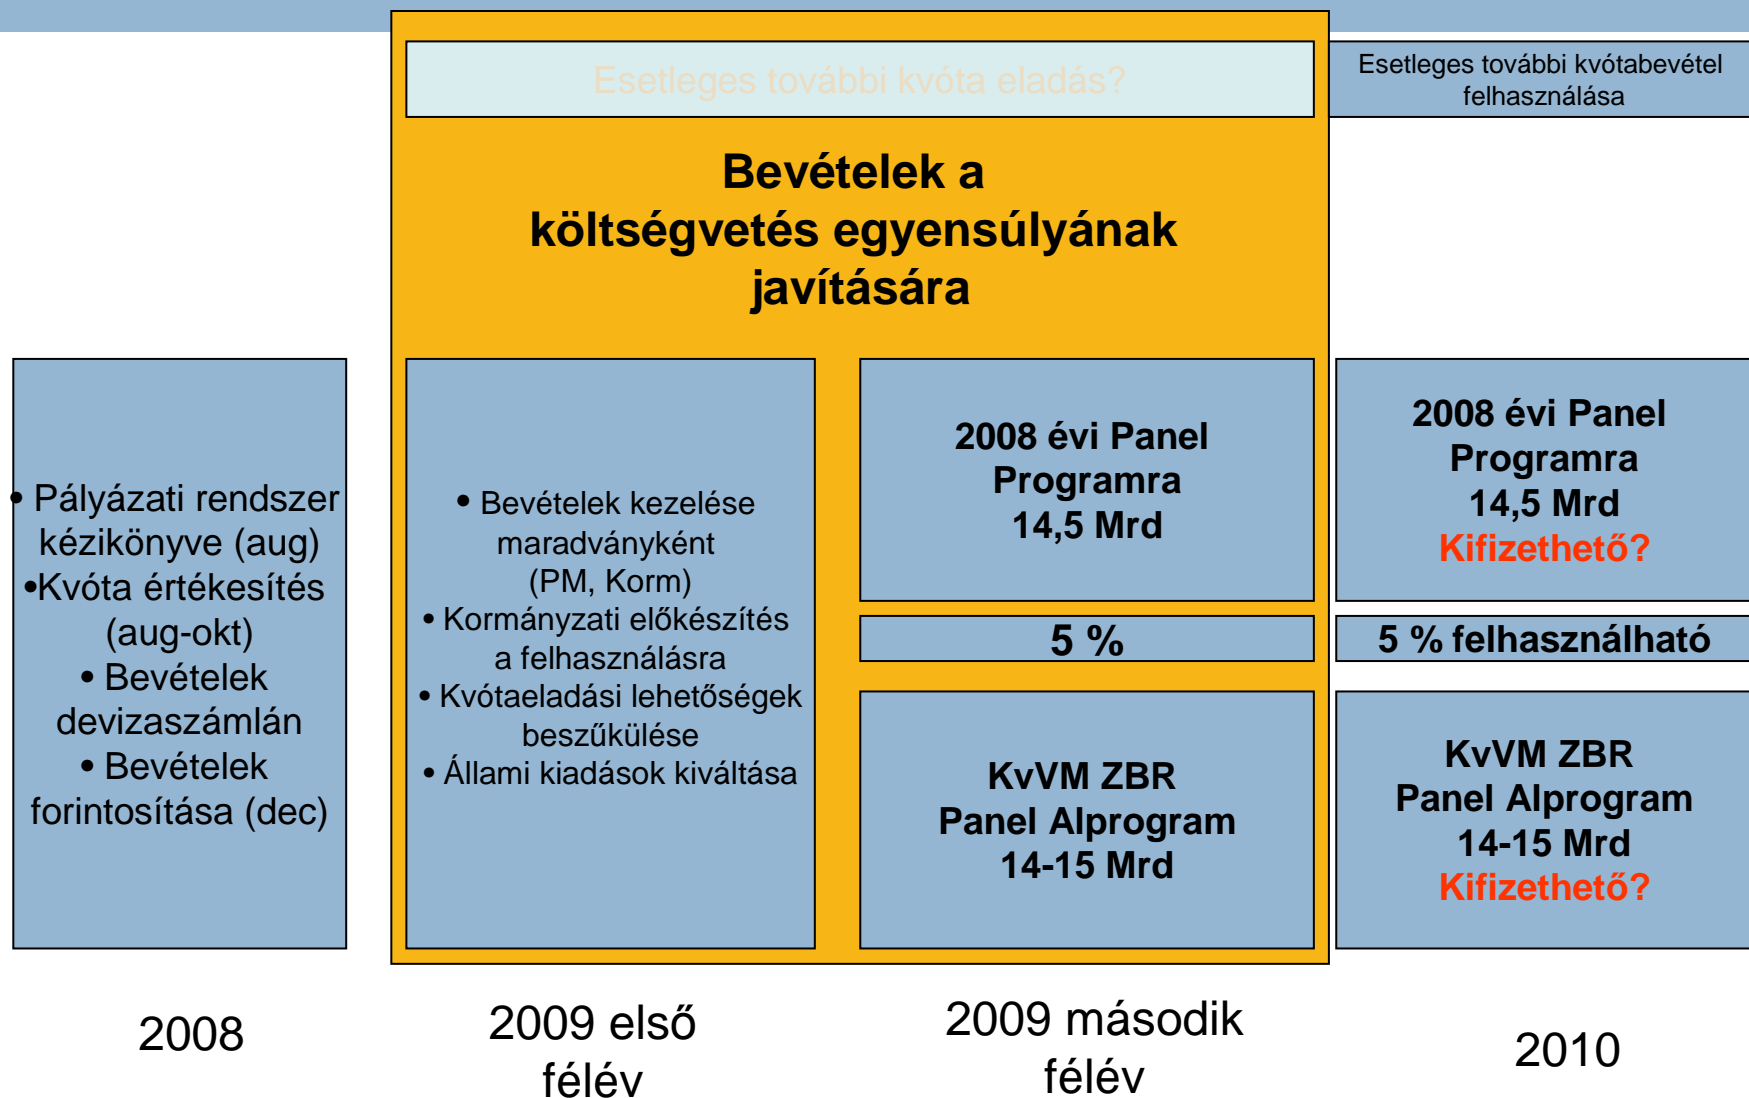 Esetleges további kvóta eladás?
Esetleges további kvótabevétel
felhasználása
Bevételek a
költségvetés egyensúlyának
javítására
• Pályázati rendszer
kézikönyve (aug)
•Kvóta értékesítés
(aug-okt)
• Bevételek
devizaszámlán
• Bevételek
forintosítása (dec)
• Bevételek kezelése
maradványként
(PM, Korm)
• Kormányzati előkészítés
a felhasználásra
• Kvótaeladási lehetőségek
beszűkülése
• Állami kiadások kiváltása
2008 évi Panel
Programra
14,5 Mrd
5 %
KvVM ZBR
Panel Alprogram
14-15 Mrd
2008 évi Panel
Programra
14,5 Mrd
Kifizethető?
5 % felhasználható
KvVM ZBR
Panel Alprogram
14-15 Mrd
Kifizethető?
2008
2009 első
félév
2009 második
félév
2010